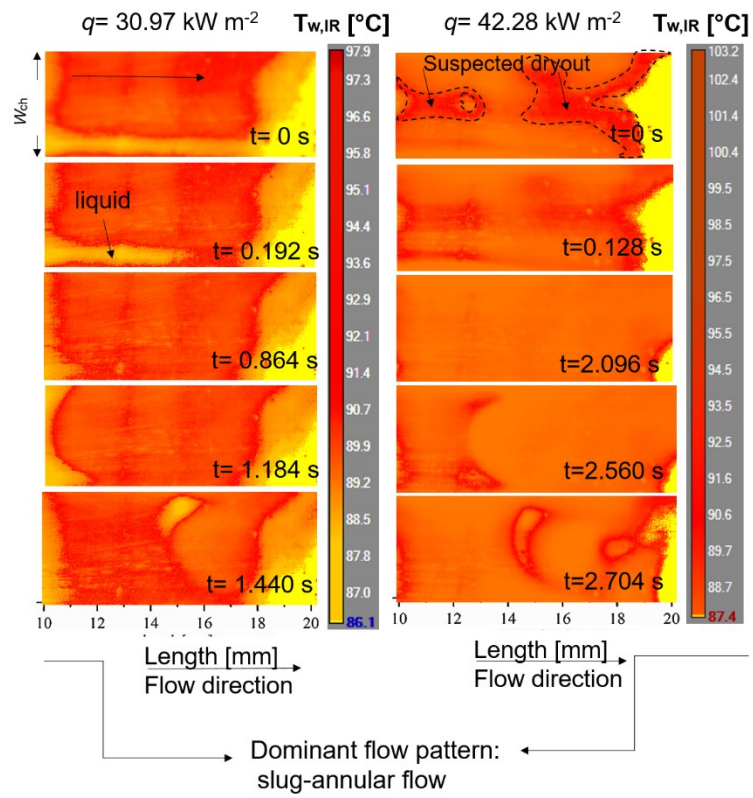 q= 30.97 kW m-2
Tw,IR [°C]
q= 42.28 kW m-2
Tw,IR [°C]
Wch
t= 0 s
liquid
t= 0.192 s
t= 0.864 s
t= 1.184 s
t= 1.440 s
97.9
97.3
96.6
95.8
95.1
94.4
93.6
92.9
92.1
91.4
90.7
89.9
89.2
88.5
87.8
87.0
86.1
Suspected dryout
t=0 s
t=0.128 s
t=2.096 s
t=2.560 s
t=2.704 s
103.2
102.4
101.4
100.4
99.5
98.5
97.5
96.5
95.5
94.5
93.5
92.5
91.6
90.6
89.7
88.7
87.4
10 12 14 16 18 20
10 12 14 16 18 20
Length [mm]
Flow direction
Length [mm]
Flow direction
Dominant flow pattern:
slug-annular flow